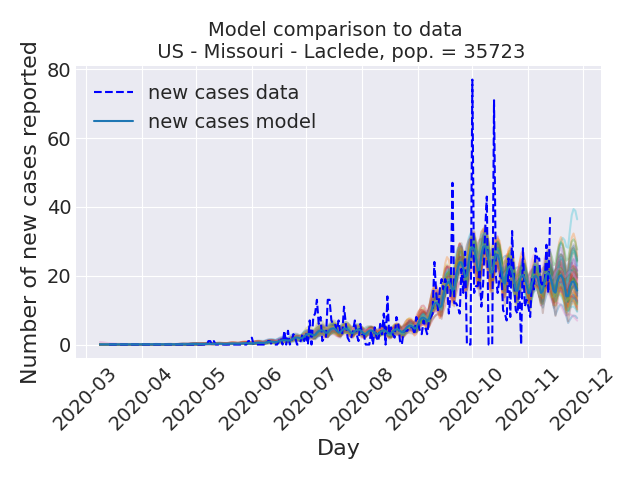 Model comparison to data
US - Missouri - Laclede, pop. = 35723
Number of new cases reported
80
60
40
20
0
new cases data
new cases model
2020-03
2020-04
2020-05
2020-06
2020-07
2020-08
2020-09
2020-10
2020-11
2020-12
Day